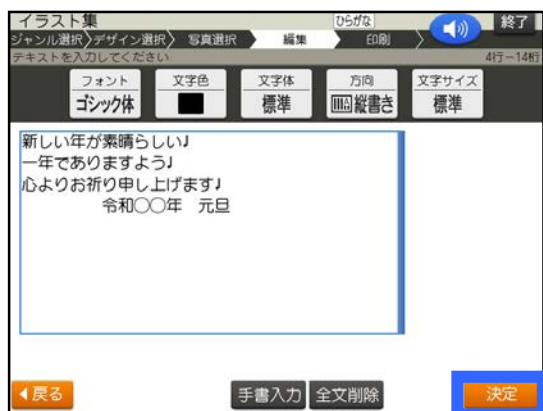 イラスト集
ひらがな
終了
ジャンル選択〉デザイン選択〉 写真選択 編集 印刷
テキストを入力してください
4行−14桁
フォント 文字色 文字体 方向 文字サイズ
ゴシック体 標準 縦書き 標準
新しい年が素晴らしい♩
一年でありますよう♩
心よりお祈り申し上げます♩
令和〇〇年 元旦
戻る 手書入力 全文削除 決定